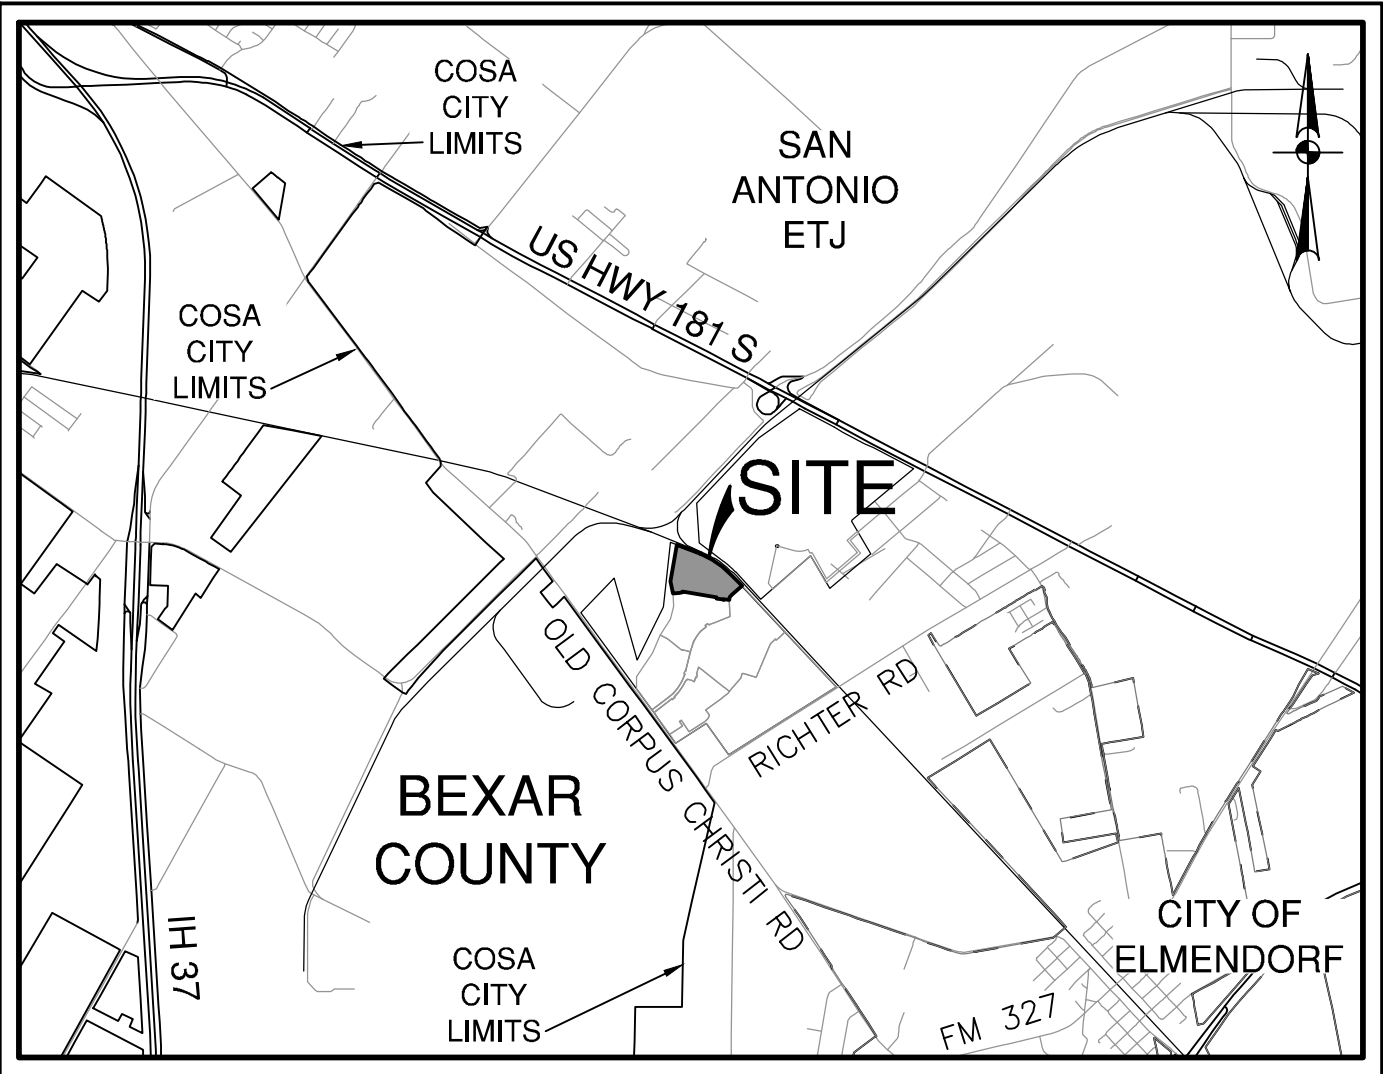 COSA
CITY
LIMITS
SAN
ANTONIO
ETJ
US HWY 181 S
COSA
CITY
LIMITS
SITE
OLD CORPUS CHRISTI RD
RICHTER RD
BEXAR
COUNTY
CITY OF
ELMENDORF
IH 37
COSA
CITY
LIMITS
FM 327